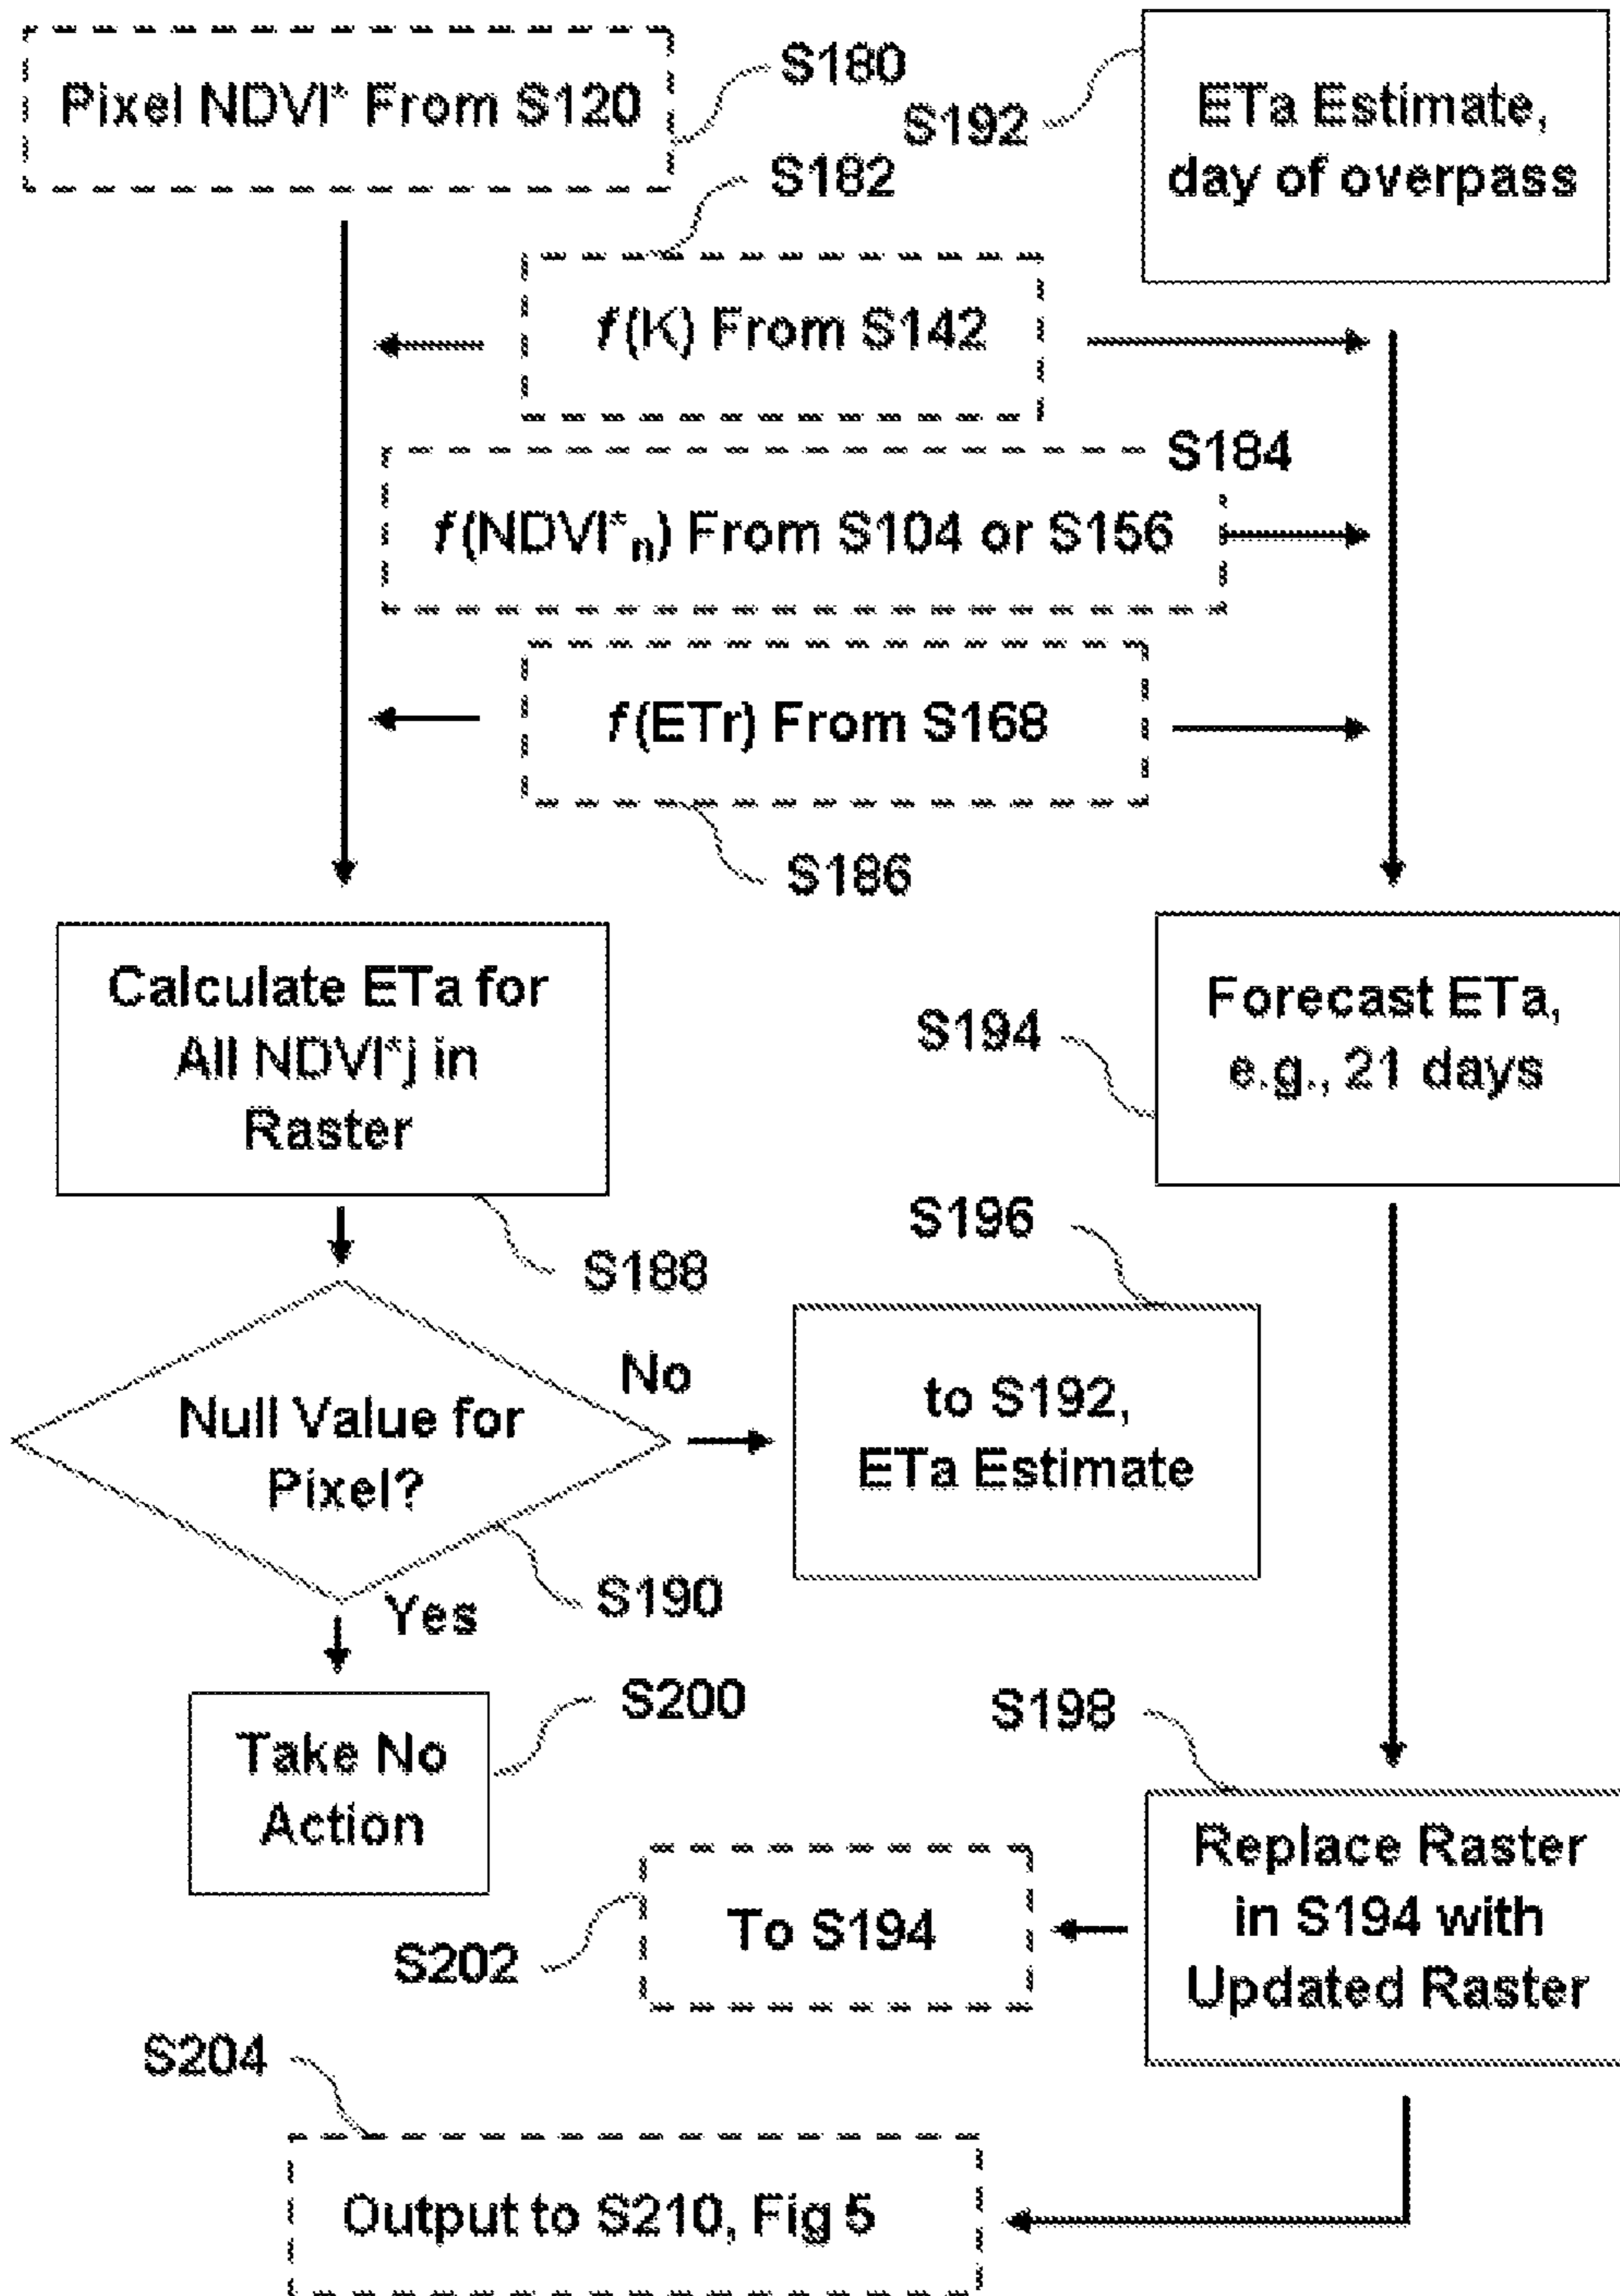 Pixel NDVI* From S120
S180
S192
ETa Estimate,
day of overpass
S182
f(K) From S142
S184
f(NDVI*n) From S104 or S156
f(ETr) From S168
S186
Calculate ETa for
All NDVI*j in
Raster
S188
S194
Forecast ETa,
e.g., 21 days
S196
Null Value for
Pixel?
No
to S192,
ETa Estimate
S190
Yes
S200
Take No
Action
S198
Replace Raster
in S194 with
Updated Raster
To S194
S202
S204
Output to S210, Fig 5